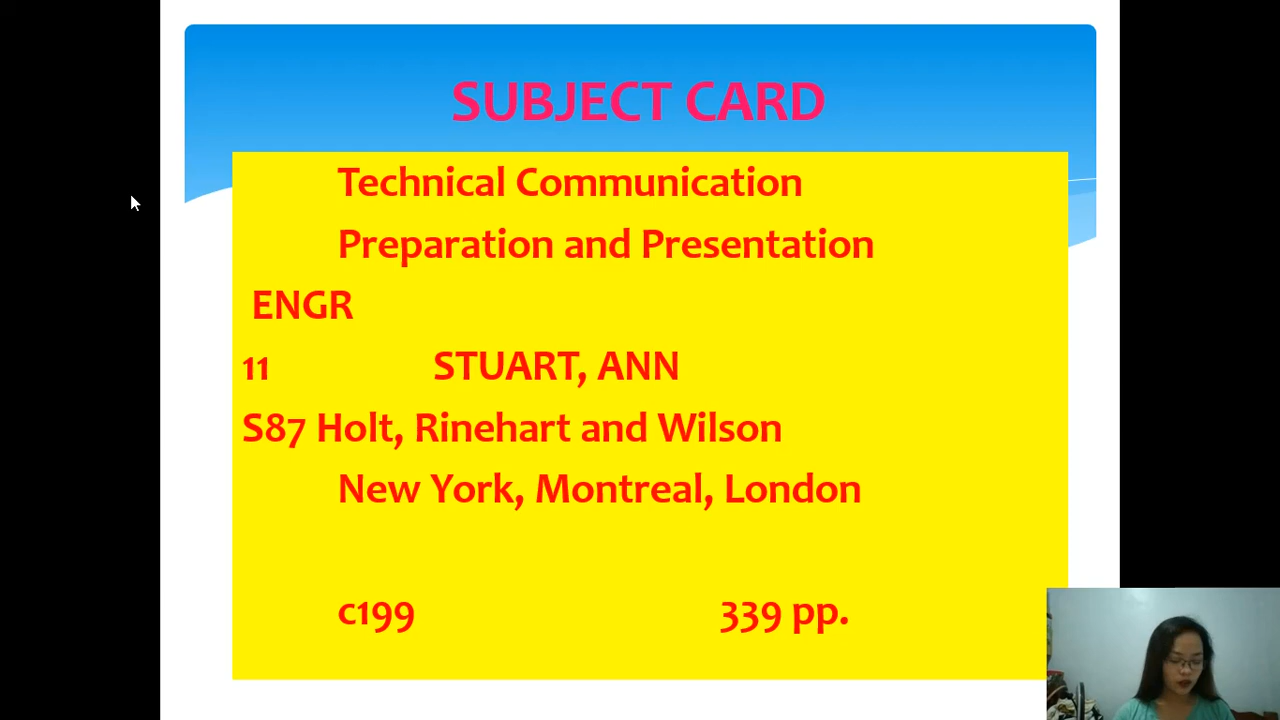 SUBJECT CARD
Technical Communication
Preparation and Presentation
ENGR
11 STUART, ANN
S87 Holt, Rinehart and Wilson
New York, Montreal, London
c199 339 pp.